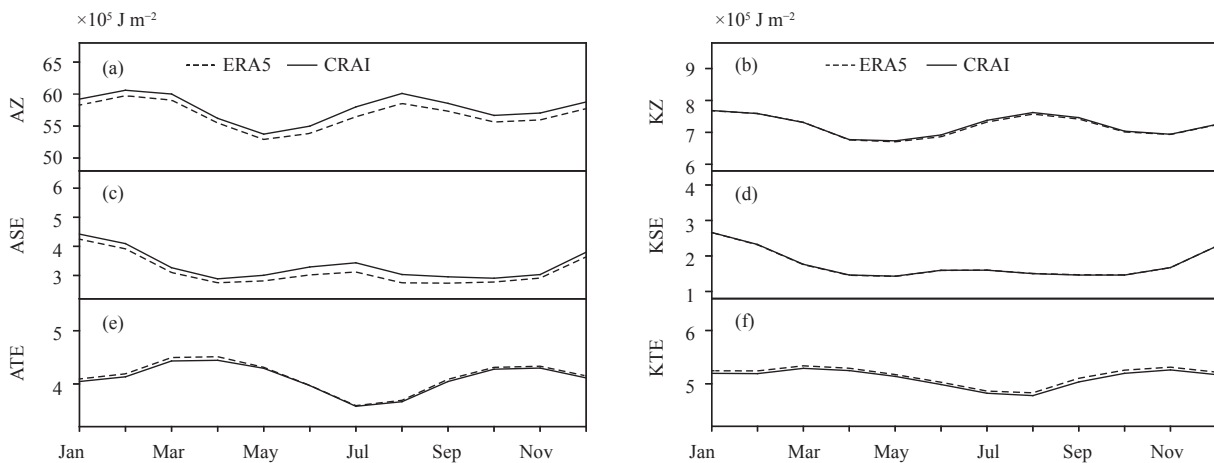 ×10⁵ J m⁻²
×10⁵ J m⁻²
(a)
ERA5
CRAI
AZ
65
60
55
50
(b)
ERA5
CRAI
KZ
9
8
7
6
(c)
ASE
6
5
4
3
(d)
KSE
4
3
2
1
(e)
ATE
5
4
(f)
KTE
6
5
Jan Mar May Jul Sep Nov
Jan Mar May Jul Sep Nov